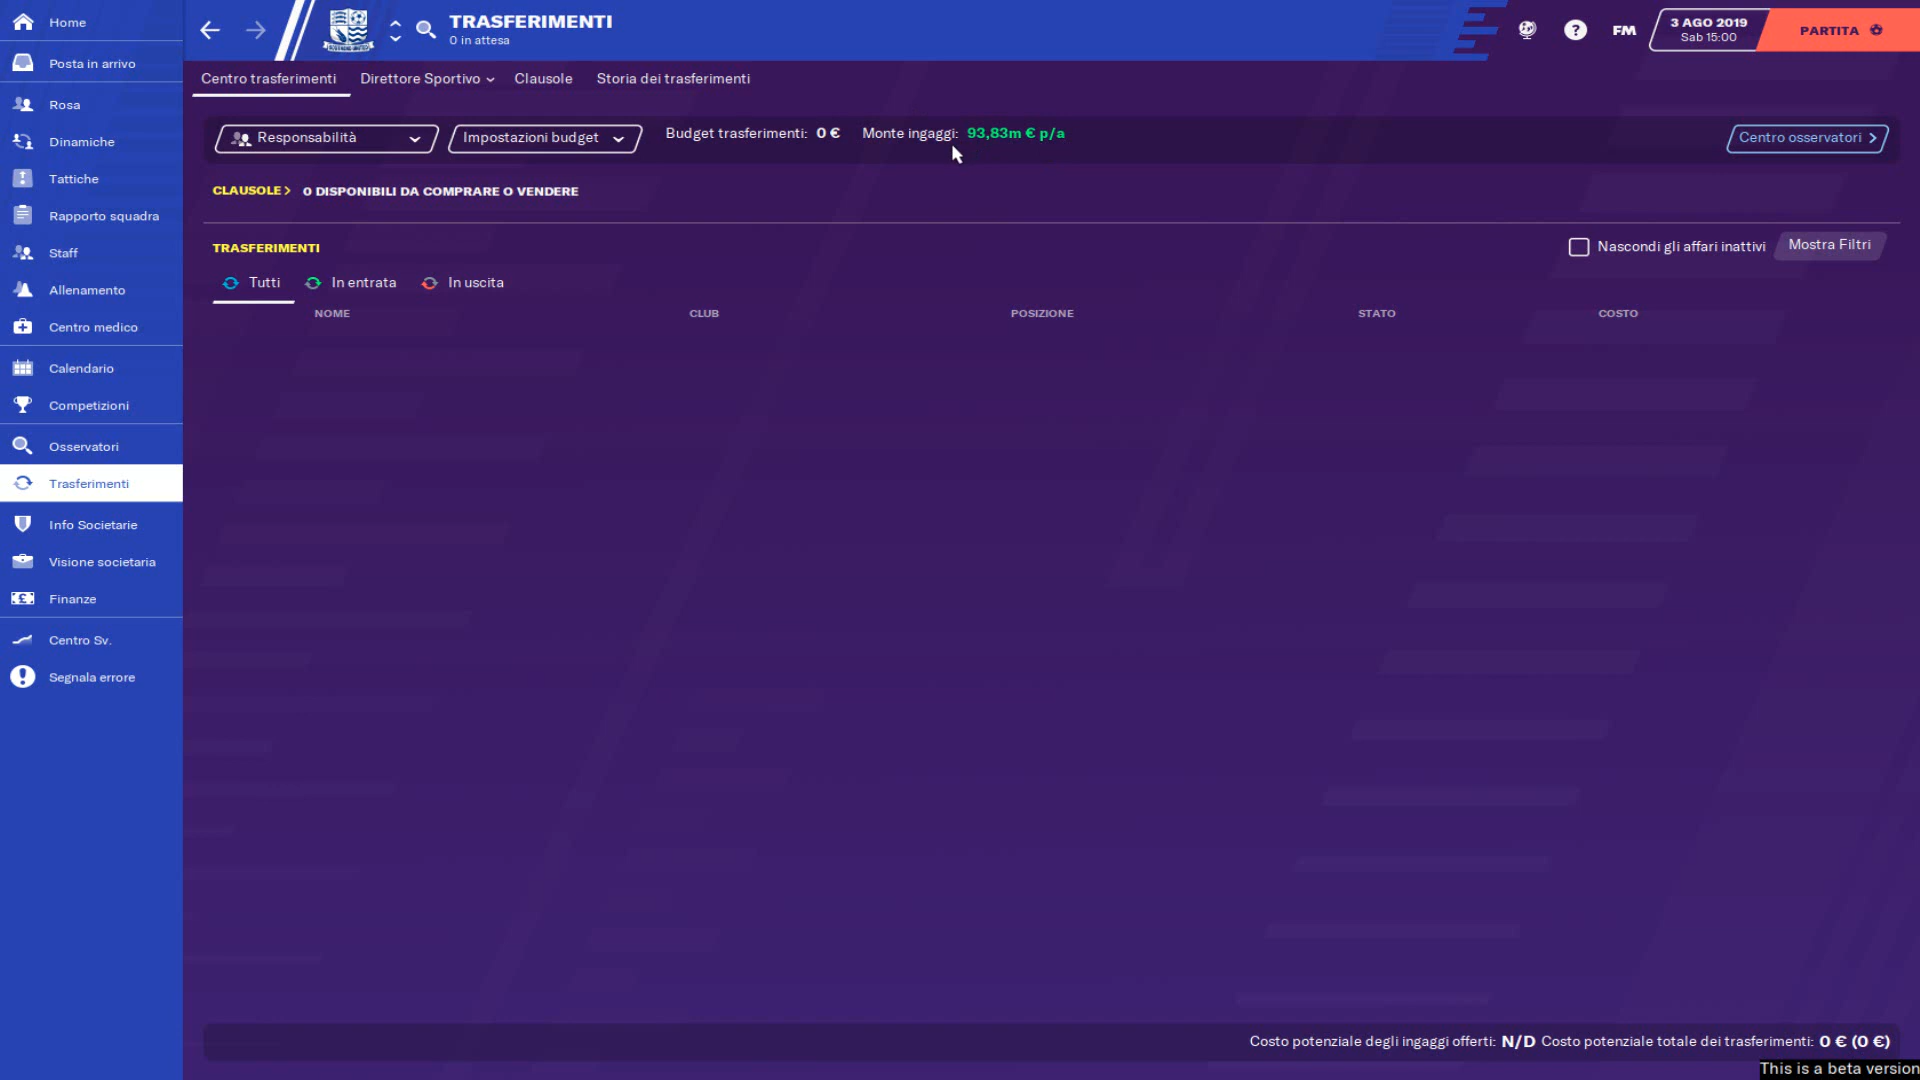 Home
Posta in arrivo
Rosa
Dinamiche
Tattiche
Rapporto squadra
Staff
Allenamento
Centro medico
Calendario
Competizioni
Osservatori
Trasferimenti
Info Societarie
Visione societaria
Finanze
Centro Sv.
Segnala errore
TRASFERIMENTI
0 in attesa
FM
3 AGO 2019
Sab 15:00
PARTITA
Centro trasferimenti Direttore Sportivo Clausole Storia dei trasferimenti
Responsabilità Impostazioni budget Budget trasferimenti: 0 € Monte ingaggi: 93,83m € p/a Centro osservatori >
CLAUSOLE > 0 DISPONIBILI DA COMPRARE O VENDERE
TRASFERIMENTI Nascondi gli affari inattivi Mostra Filtri
Tutti In entrata In uscita
NOME CLUB POSIZIONE STATO COSTO
Costo potenziale degli ingaggi offerti: N/D Costo potenziale totale dei trasferimenti: 0 € (0 €)
This is a beta version